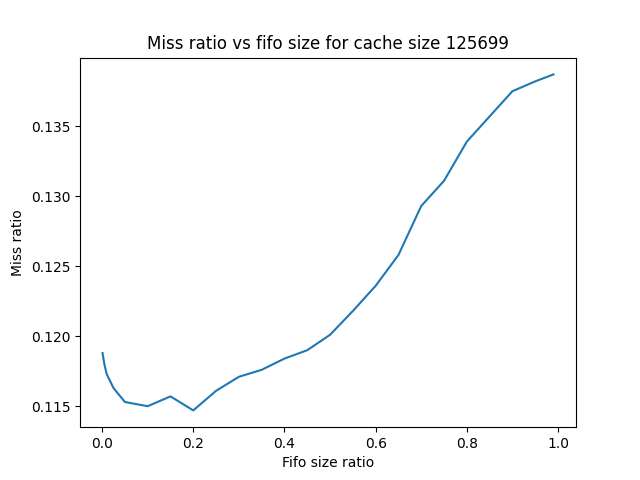 Miss ratio vs fifo size for cache size 125699
0.135
0.130
0.125
0.120
0.115
Miss ratio
0.0 0.2 0.4 0.6 0.8 1.0
Fifo size ratio